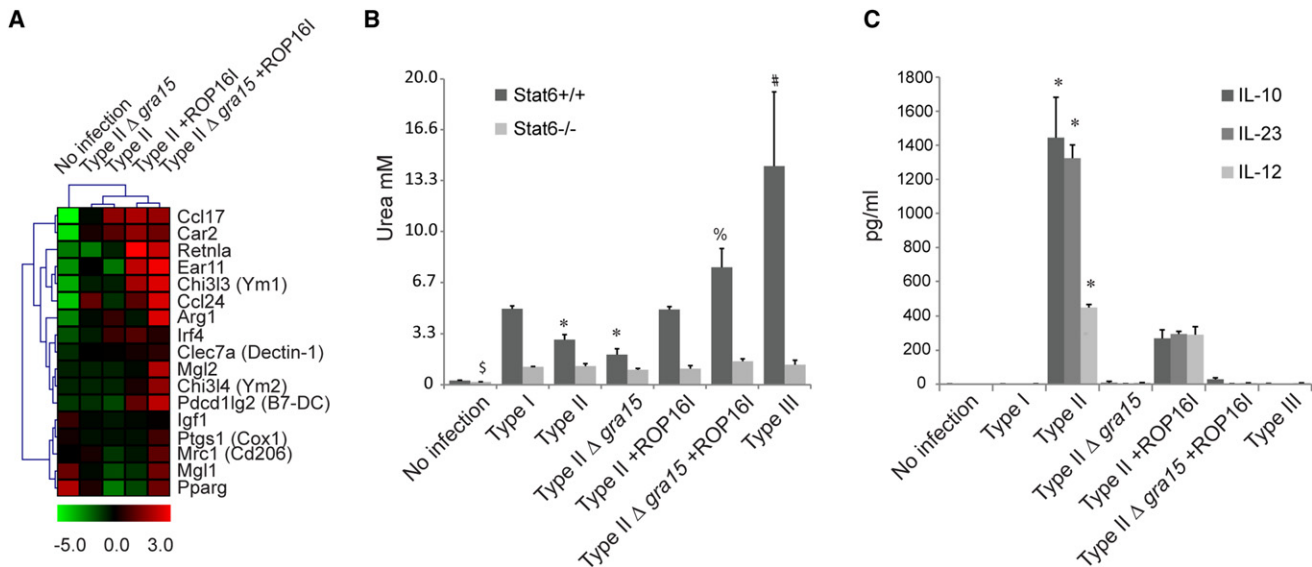 A
No infection
Type II Δ gra15
Type II
Type II +ROP16I
Type II Δ gra15 +ROP16I
Ccl17
Car2
Retnla
Ear11
Chi3l3 (Ym1)
Ccl24
Arg1
Irf4
Clec7a (Dectin-1)
Mgl2
Chi3l4 (Ym2)
Pdcd1lg2 (B7-DC)
Igf1
Ptgs1 (Cox1)
Mrc1 (Cd206)
Mgl1
Pparg
-5.0 0.0 3.0
B
Urea mM
20.0
16.6
13.3
10.0
6.7
3.3
0
Stat6+/+
Stat6-/-
$
*
*
%
#
No infection
Type I
Type II
Type II Δ gra15
Type II +ROP16I
Type II Δ gra15 +ROP16I
Type III
C
pg/ml
1800
1600
1400
1200
1000
800
600
400
200
0
*
*
*
IL-10
IL-23
IL-12
No infection
Type I
Type II
Type II Δ gra15
Type II +ROP16I
Type II Δ gra15 +ROP16I
Type III